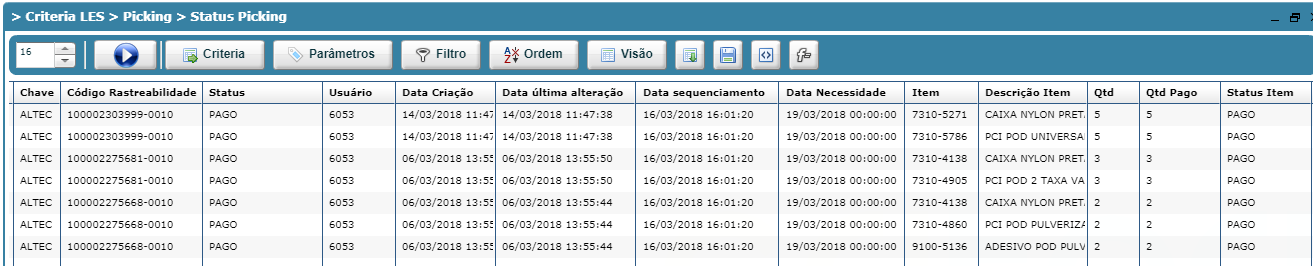 > Criteria LES > Picking > Status Picking
16 Criteria Parâmetros Filtro Ordem Visão
Chave Código Rastreabilidade Status Usuário Data Criação Data última alteração Data sequenciamento Data Necessidade Item Descrição Item Qtd Qtd Pago Status Item
ALTEC 100002303999-0010 PAGO 6053 14/03/2018 11:47 14/03/2018 11:47:38 16/03/2018 16:01:20 19/03/2018 00:00:00 7310-5271 CAIXA NYLON PRET 5 5 PAGO
ALTEC 100002303999-0010 PAGO 6053 14/03/2018 11:47 14/03/2018 11:47:38 16/03/2018 16:01:20 19/03/2018 00:00:00 7310-5786 PCI POD UNIVERSA 5 5 PAGO
ALTEC 100002275681-0010 PAGO 6053 06/03/2018 13:55 06/03/2018 13:55:50 16/03/2018 16:01:20 19/03/2018 00:00:00 7310-4138 CAIXA NYLON PRET 3 3 PAGO
ALTEC 100002275681-0010 PAGO 6053 06/03/2018 13:55 06/03/2018 13:55:50 16/03/2018 16:01:20 19/03/2018 00:00:00 7310-4905 PCI POD 2 TAXA VA 3 3 PAGO
ALTEC 100002275668-0010 PAGO 6053 06/03/2018 13:55 06/03/2018 13:55:44 16/03/2018 16:01:20 19/03/2018 00:00:00 7310-4138 CAIXA NYLON PRET 2 2 PAGO
ALTEC 100002275668-0010 PAGO 6053 06/03/2018 13:55 06/03/2018 13:55:44 16/03/2018 16:01:20 19/03/2018 00:00:00 7310-4860 PCI POD PULVERIZA 2 2 PAGO
ALTEC 100002275668-0010 PAGO 6053 06/03/2018 13:55 06/03/2018 13:55:44 16/03/2018 16:01:20 19/03/2018 00:00:00 9100-5136 ADESIVO POD PULV 2 2 PAGO